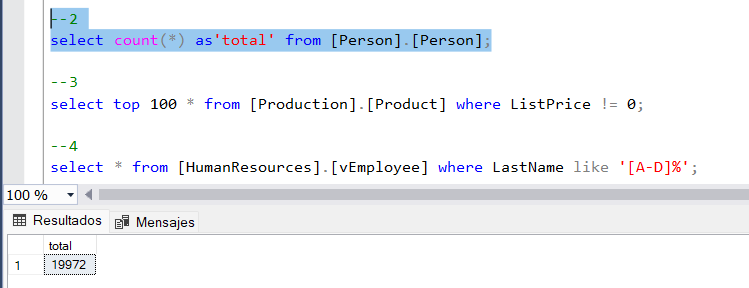 --2
select count(*) as'total' from [Person].[Person];
--3
select top 100 * from [Production].[Product] where ListPrice != 0;
--4
select * from [HumanResources].[vEmployee] where LastName like '[A-D]%';
100 %
Resultados Mensajes
total
1 19972